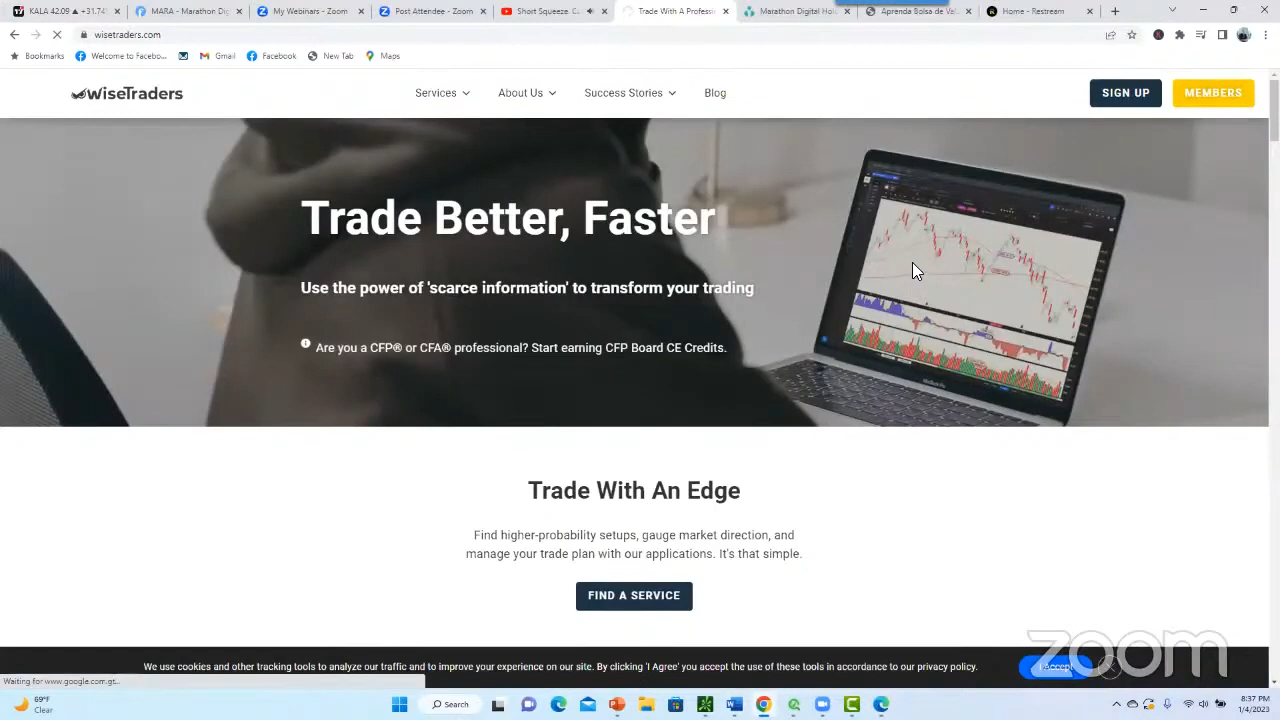 KALA 42.09 ▲ +31.74
MARA - Marathon Digital
My Webinars - Zoom
Post Attendee - Zoom
Short Squeeze. Ca
Trade With A Professi
Marathon Digital Ho
Aprenda Bolsa de Val
Home - Restream
wisetraders.com
Bookmarks
Welcome to Facebo...
Gmail
Facebook
New Tab
Maps
wiseTraders
Services
About Us
Success Stories
Blog
SIGN UP
MEMBERS
Trade Better, Faster
Use the power of 'scarce information' to transform your trading
Are you a CFP® or CFA® professional? Start earning CFP Board CE Credits.
Trade With An Edge
Find higher-probability setups, gauge market direction, and
manage your trade plan with our applications. It's that simple.
FIND A SERVICE
zoom
We use cookies and other tracking tools to analyze our traffic and to improve your experience on our site. By clicking 'I Agree' you accept the use of these tools in accordance to our privacy policy.
I Accept
Waiting for www.google.com.gt...
69°F
Clear
Search
8:37 PM
1/4/2023